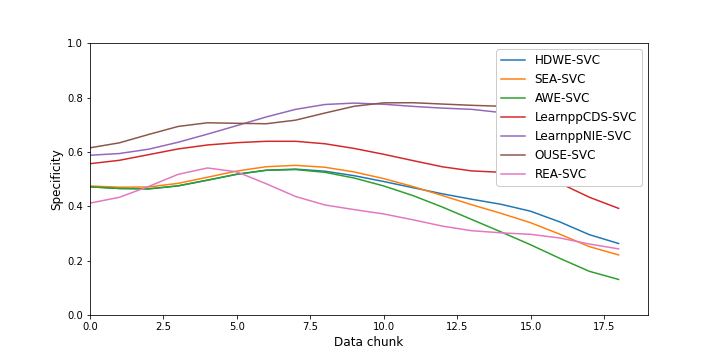 1.0
0.8
0.6
0.4
0.2
0.0
Specificity
0.0 2.5 5.0 7.5 10.0 12.5 15.0 17.5
Data chunk
HDWE-SVC
SEA-SVC
AWE-SVC
LearnppCDS-SVC
LearnppNIE-SVC
OUSE-SVC
REA-SVC